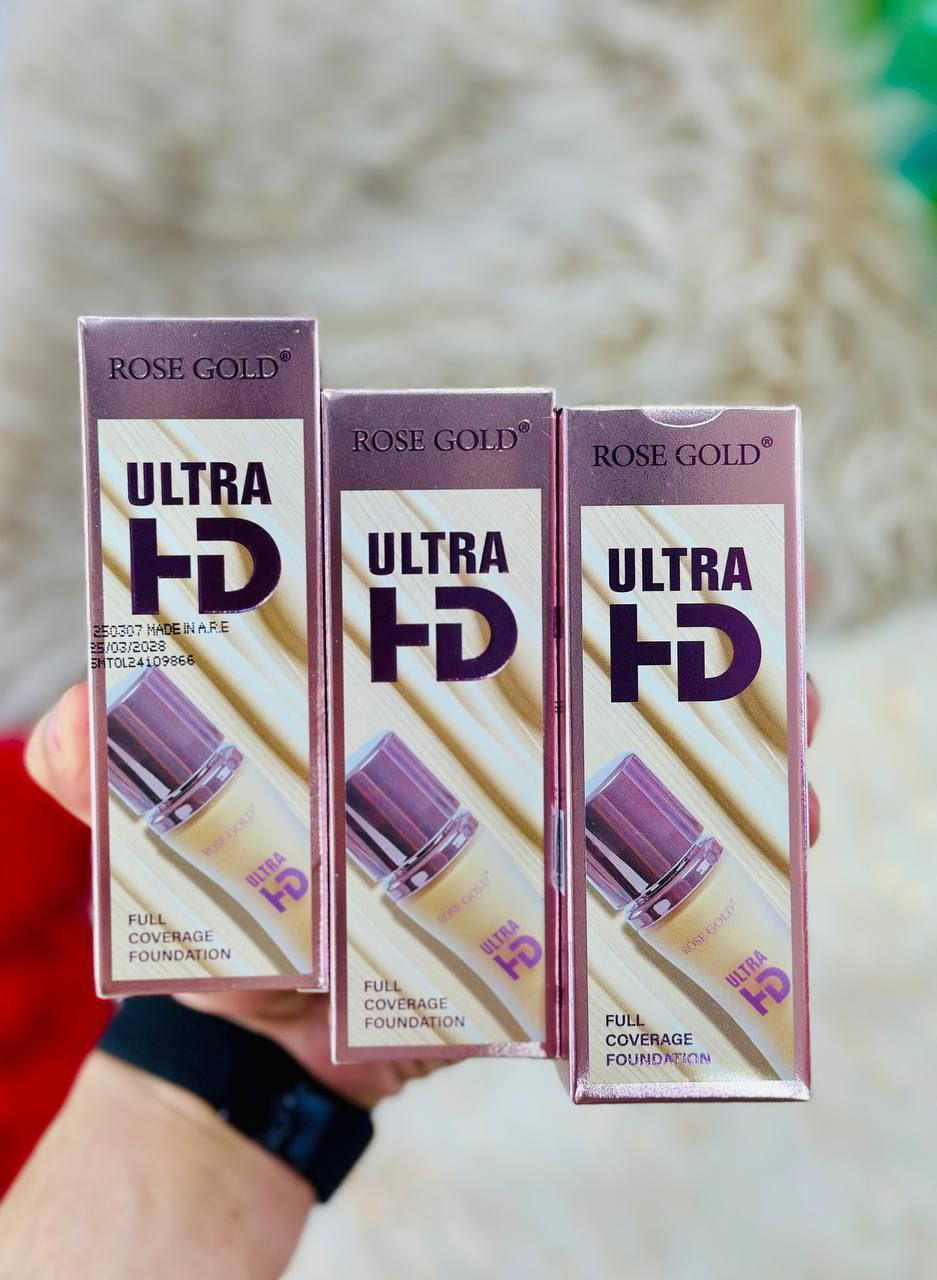 ROSE GOLD®
ULTRA
HD
250307 MADE IN A.R.E
25/03/2028
SMTOL24109866
ROSE GOLD®
ULTRA
HD
FULL
COVERAGE
FOUNDATION
ROSE GOLD®
ULTRA
HD
ROSE GOLD®
ULTRA
HD
FULL
COVERAGE
FOUNDATION
ROSE GOLD®
ULTRA
HD
ROSE GOLD®
ULTRA
HD
FULL
COVERAGE
FOUNDATION